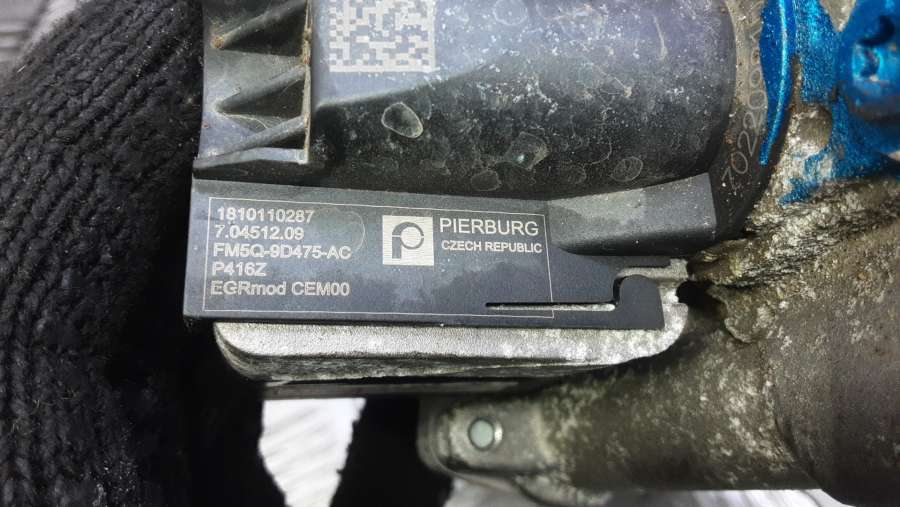 1810110287
7.04512.09
FM5Q-9D475-AC
P416Z
EGRmod CEM00
PIERBURG
CZECH REPUBLIC